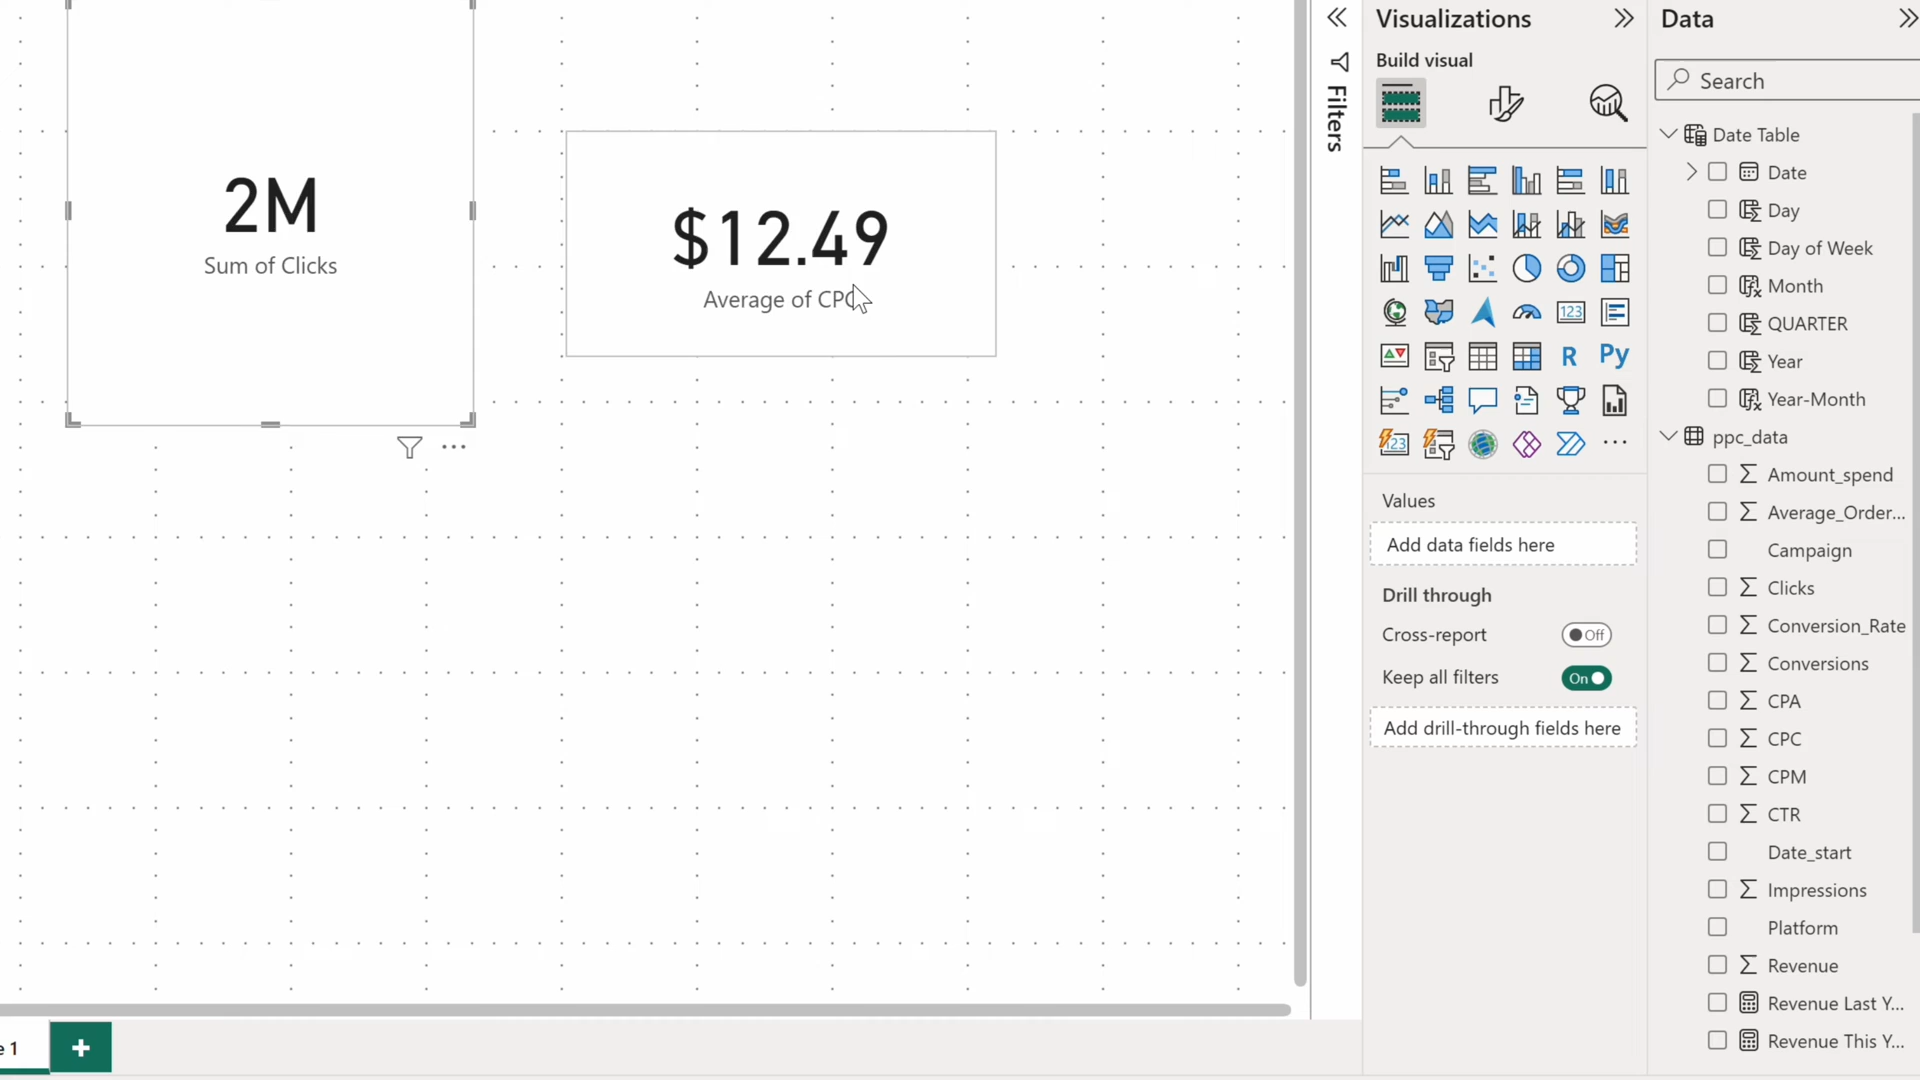 2M
Sum of Clicks
$12.49
Average of CPC
e 1
Filters
Visualizations
Build visual
123
R
Py
123
Values
Add data fields here
Drill through
Cross-report
Off
Keep all filters
On
Add drill-through fields here
Data
Search
Date Table
Date
Day
Day of Week
Month
QUARTER
Year
Year-Month
ppc_data
Amount_spend
Average_Order...
Campaign
Clicks
Conversion_Rate
Conversions
CPA
CPC
CPM
CTR
Date_start
Impressions
Platform
Revenue
Revenue Last Y...
Revenue This Y...